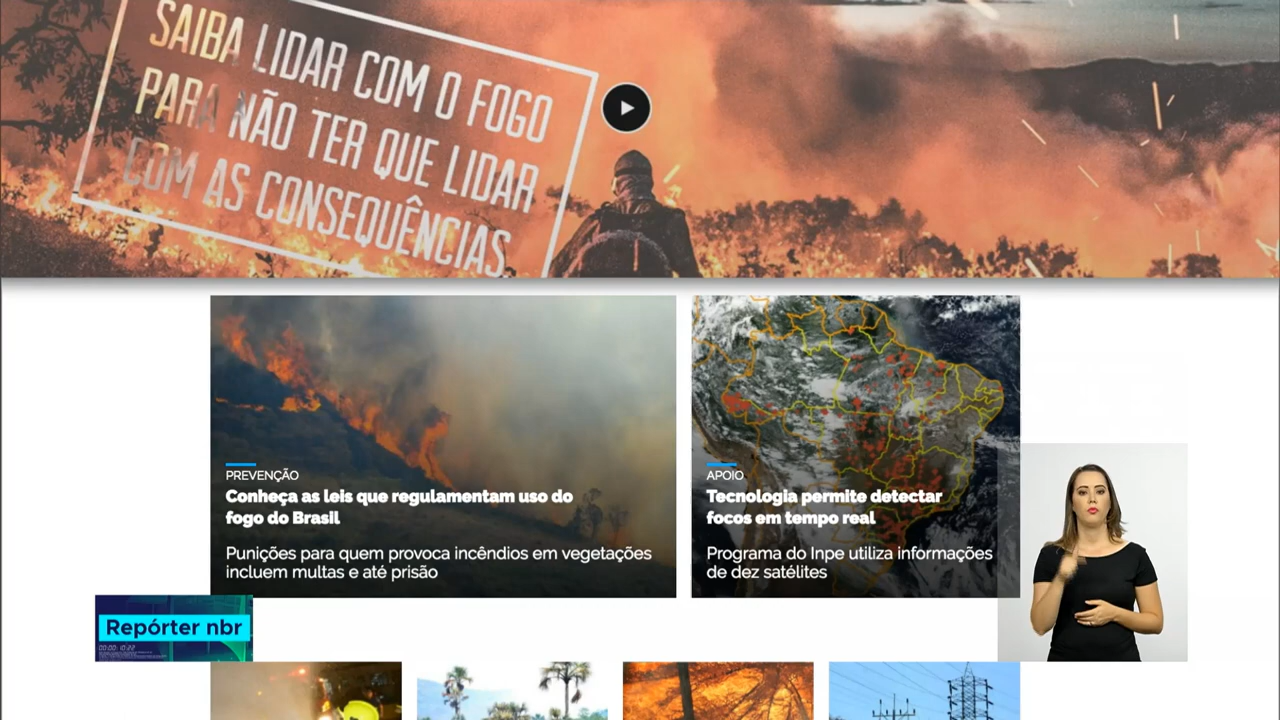 SAIBA LIDAR COM O FOGO
PARA NÃO TER QUE LIDAR
COM AS CONSEQUÊNCIAS
PREVENÇÃO
Conheça as leis que regulamentam uso do
fogo do Brasil
Punições para quem provoca incêndios em vegetações
incluem multas e até prisão
APOIO
Tecnologia permite detectar
focos em tempo real
Programa do Inpe utiliza informações
de dez satélites
Repórter nbr